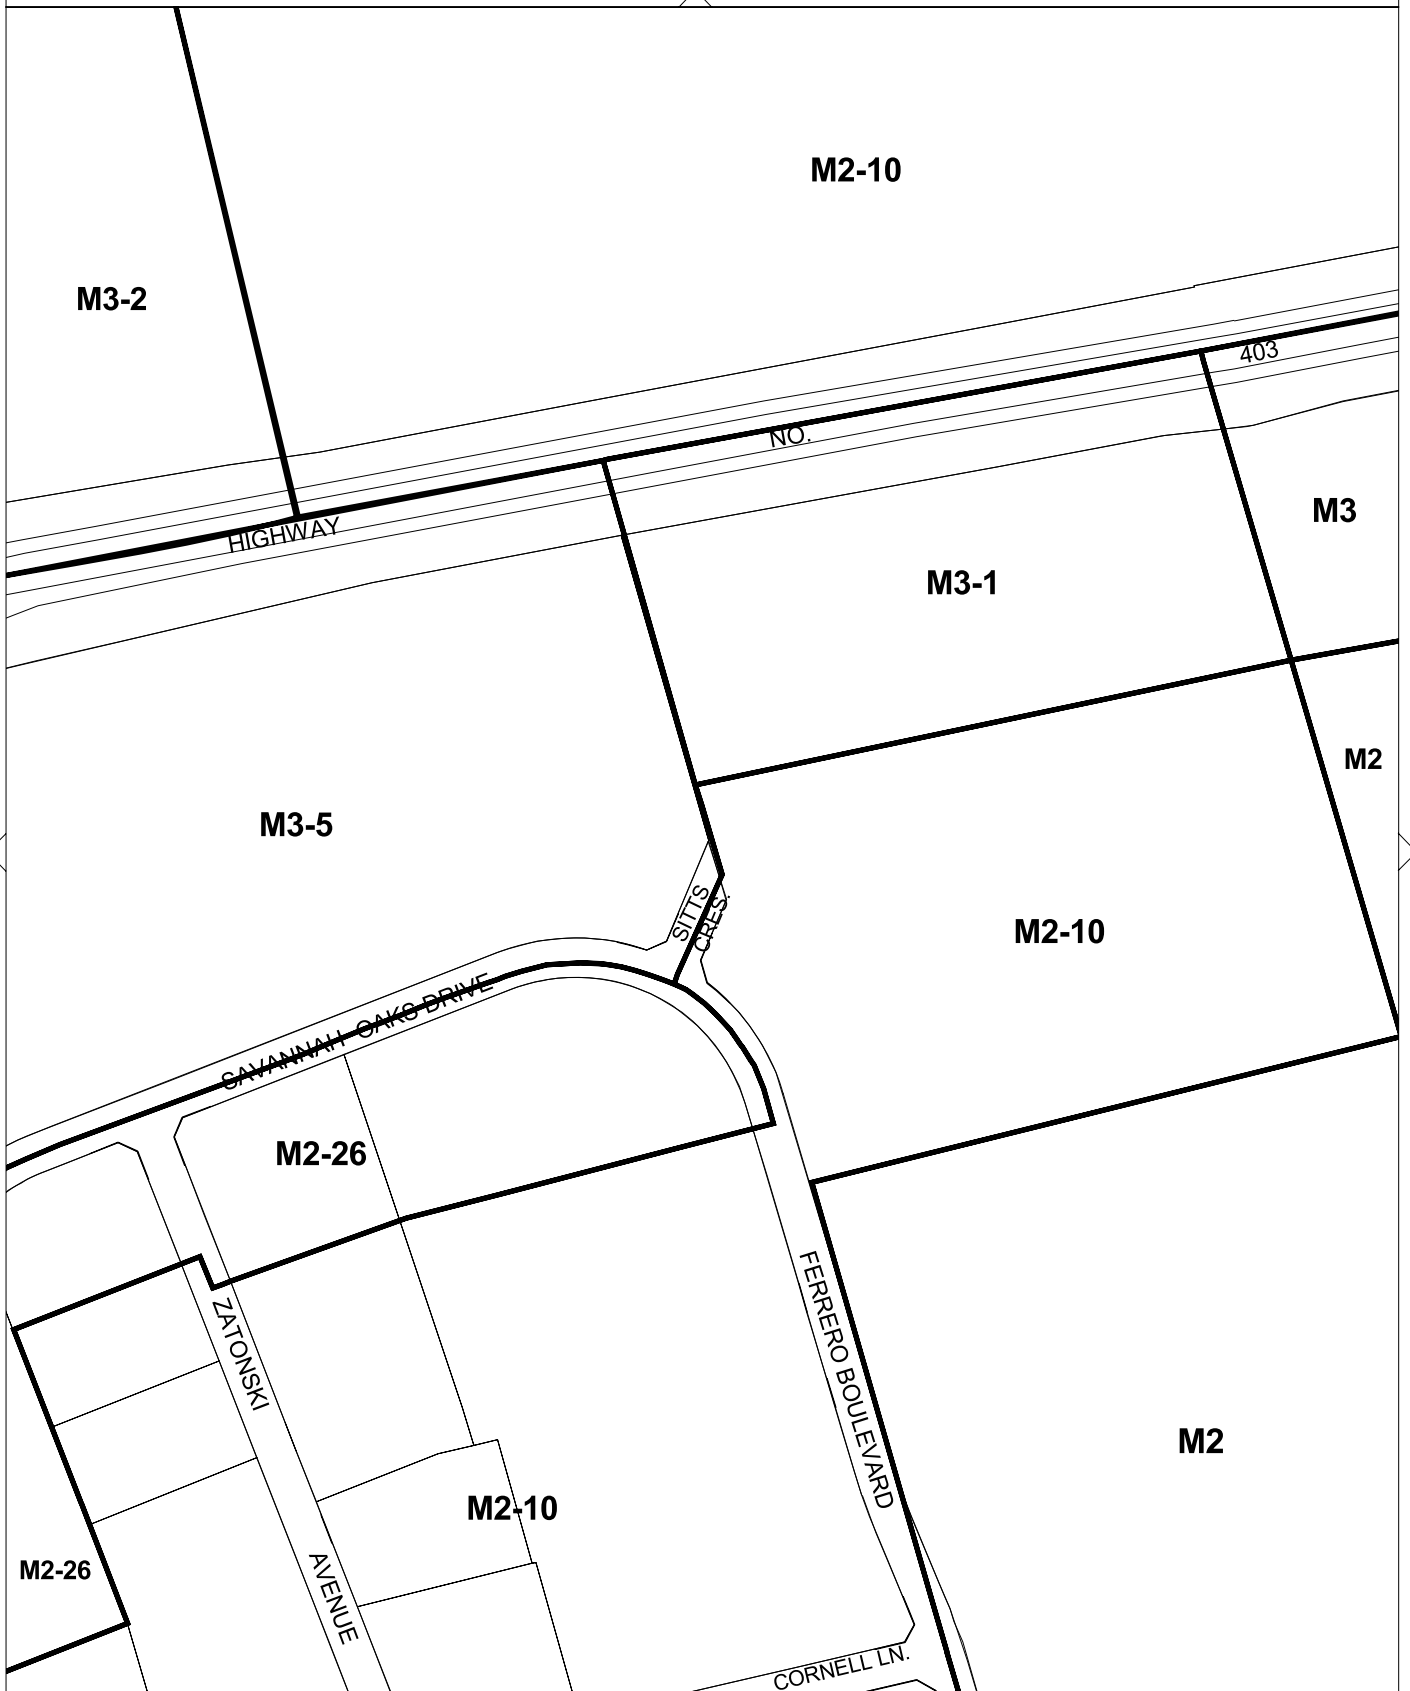 M2-10
M3-2
403
NO.
HIGHWAY
M3
M3-1
M2
M3-5
SITTS
CRES.
M2-10
SAVANNAH OAKS DRIVE
M2-26
FERRERO BOULEVARD
ZATONSKI
M2
M2-10
M2-26
AVENUE
CORNELL LN.